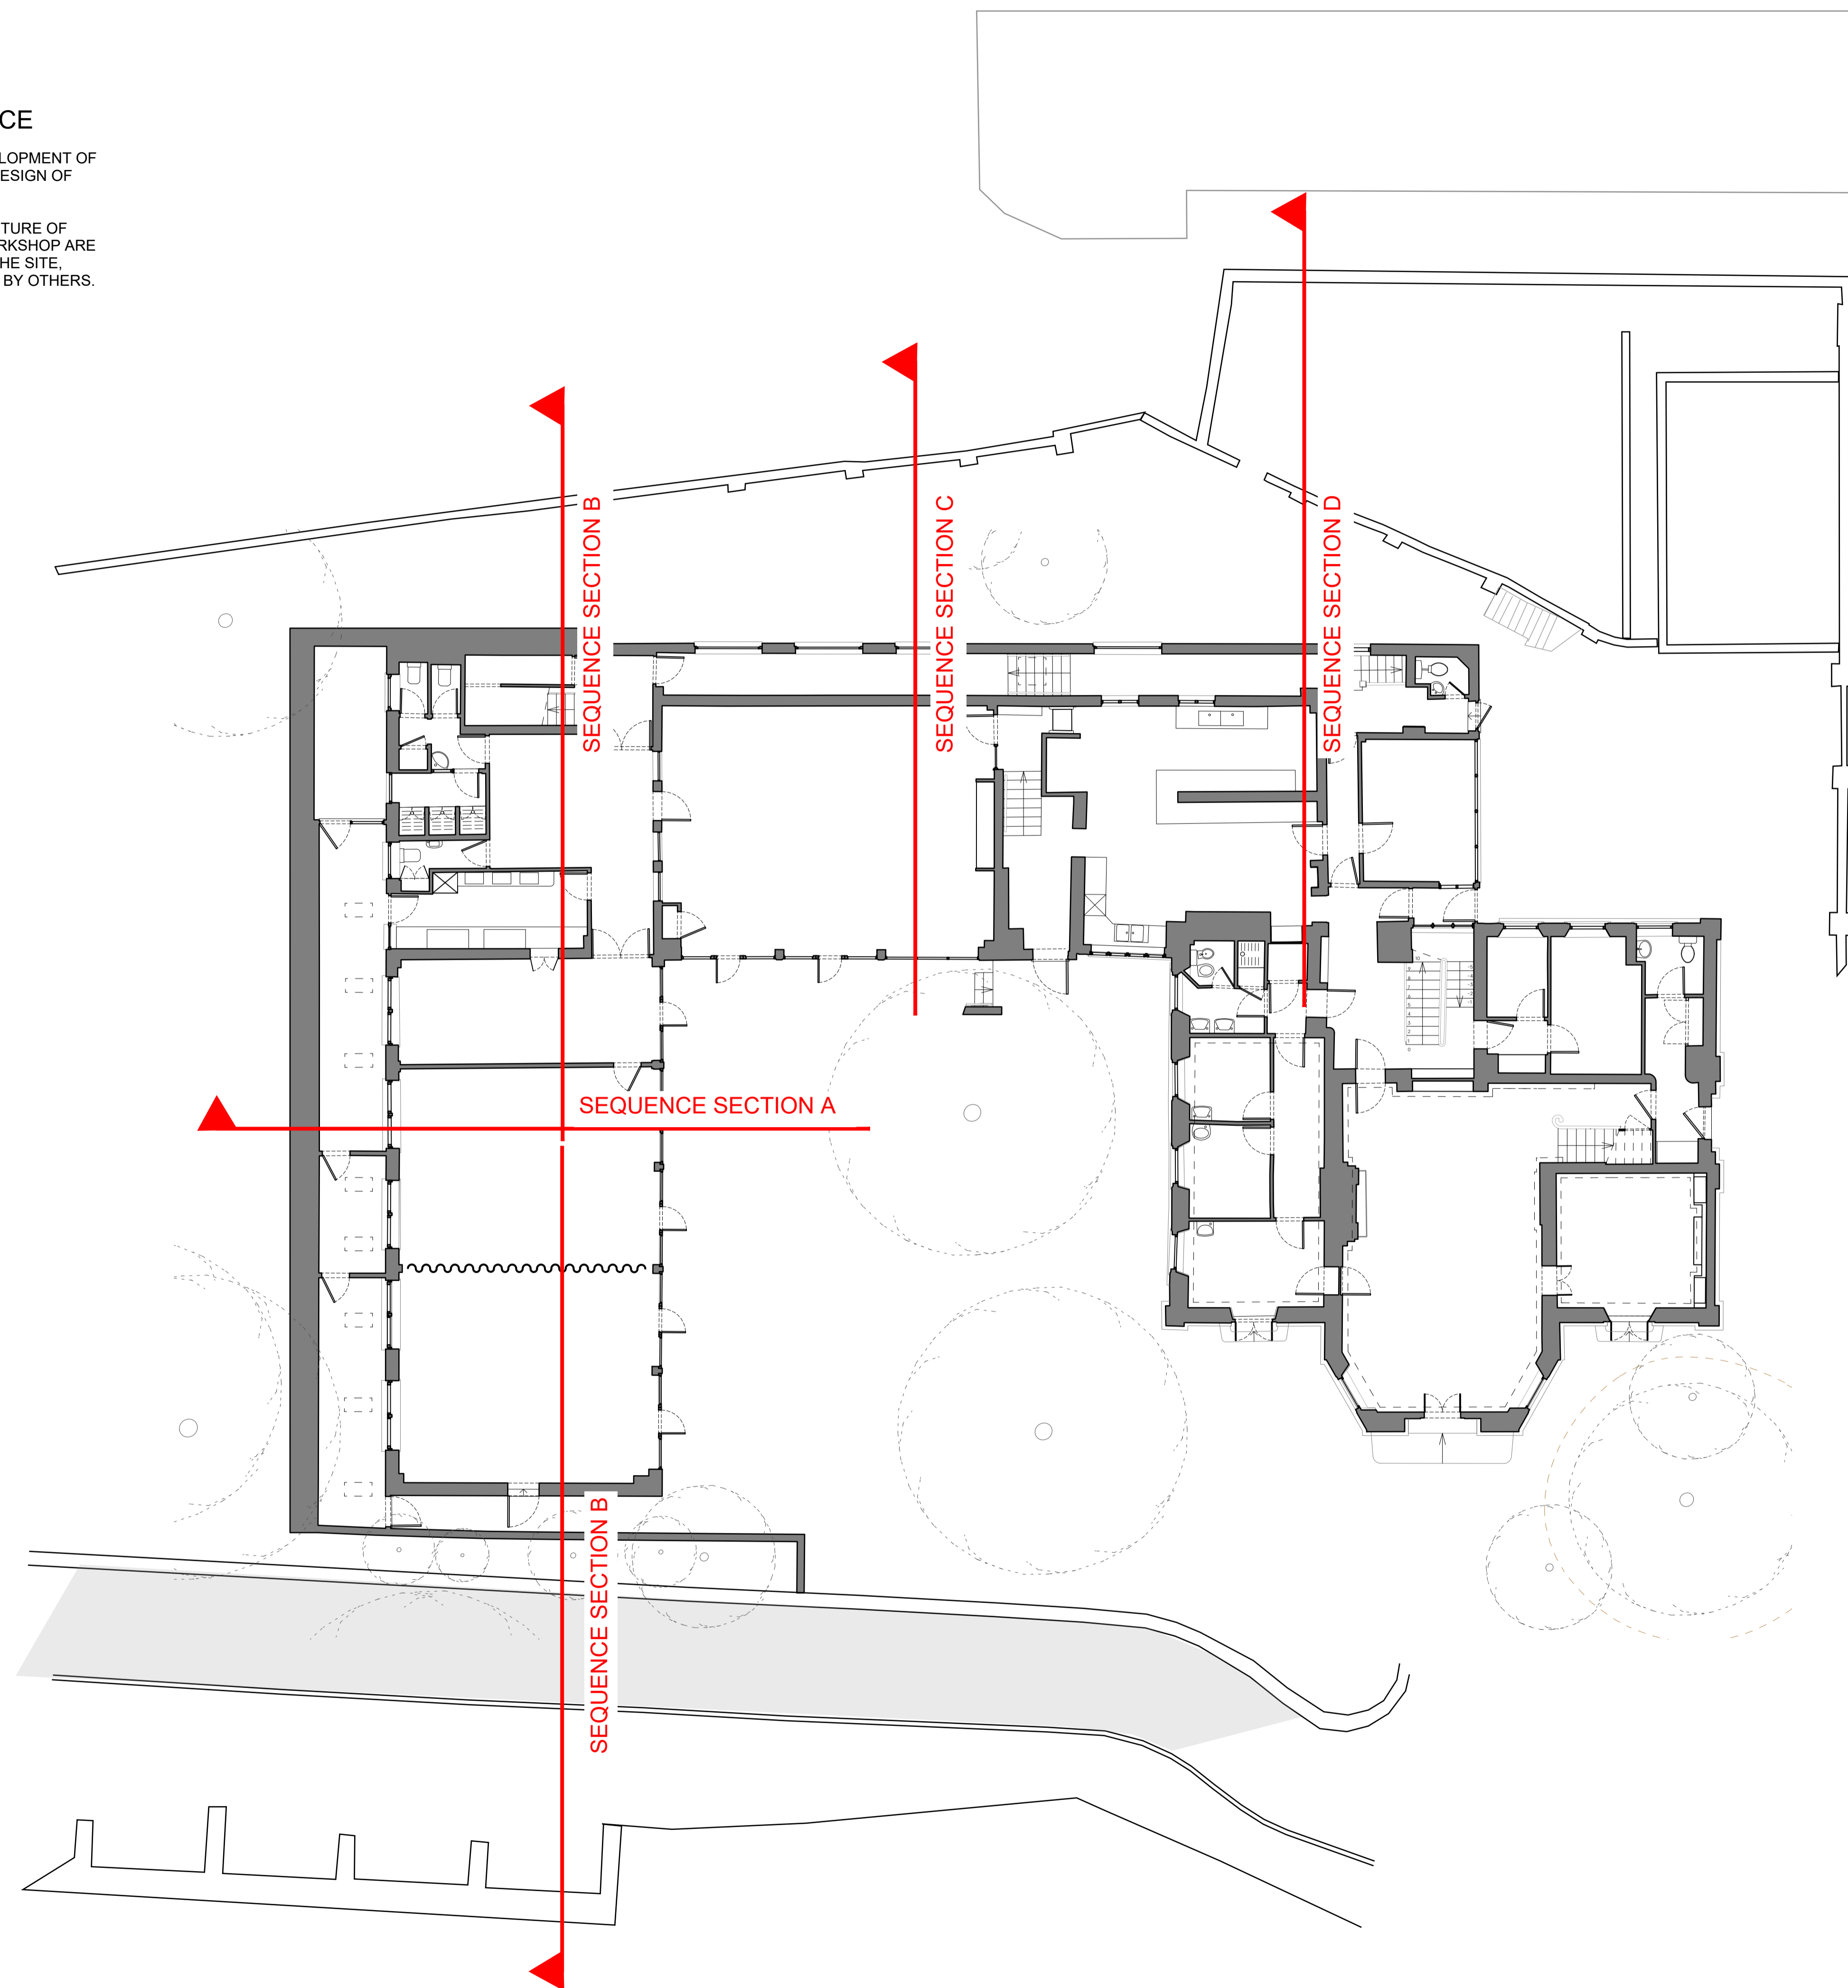 CE
LOPMENT OF
ESIGN OF
TURE OF
RKSHOP ARE
HE SITE,
BY OTHERS.
SEQUENCE SECTION B
SEQUENCE SECTION C
SEQUENCE SECTION D
SEQUENCE SECTION A
SEQUENCE SECTION B